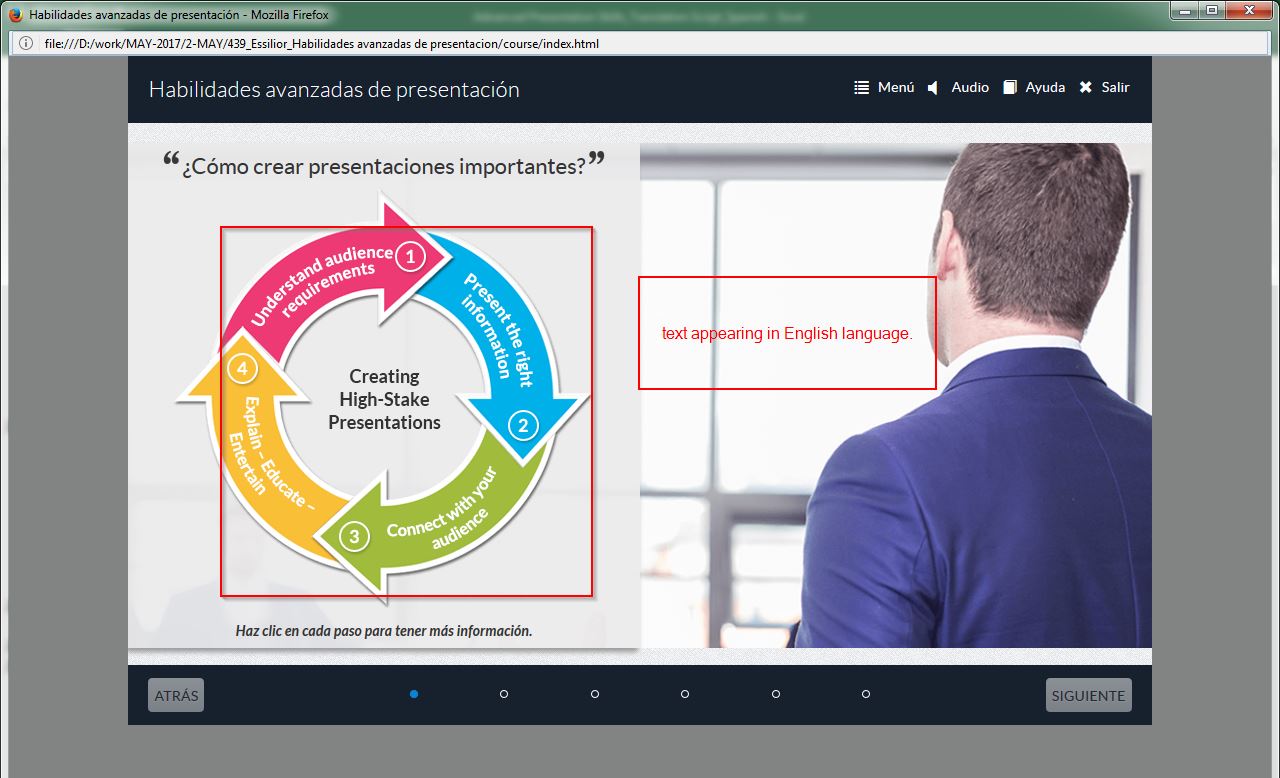 Habilidades avanzadas de presentación - Mozilla Firefox
file:///D:/work/MAY-2017/2-MAY/439_Essilior_Habilidades avanzadas de presentacion/course/index.html
Habilidades avanzadas de presentación
Menú
Audio
Ayuda
Salir
“¿Cómo crear presentaciones importantes?”
Understand audience
requirements
1
Present the right
information
2
Connect with your
audience
3
Explain – Educate –
Entertain
4
Creating
High-Stake
Presentations
text appearing in English language.
Haz clic en cada paso para tener más información.
ATRÁS
SIGUIENTE